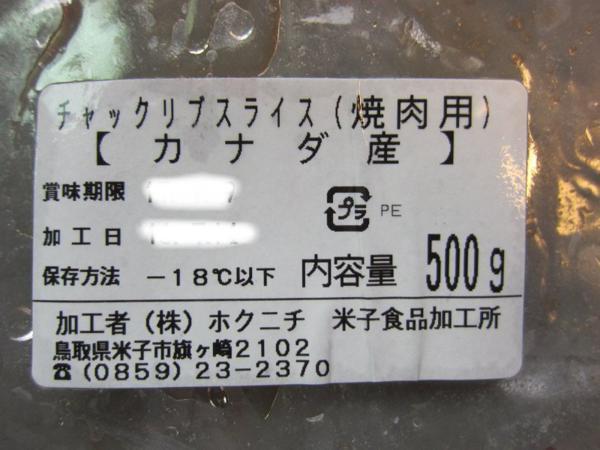 チャックリブスライス(焼肉用)
【カナダ産】
賞味期限
プラ PE
加工日
保存方法 -18℃以下 内容量 500g
加工者(株)ホクニチ 米子食品加工所
鳥取県米子市旗ヶ崎2102
☎(0859)23-2370